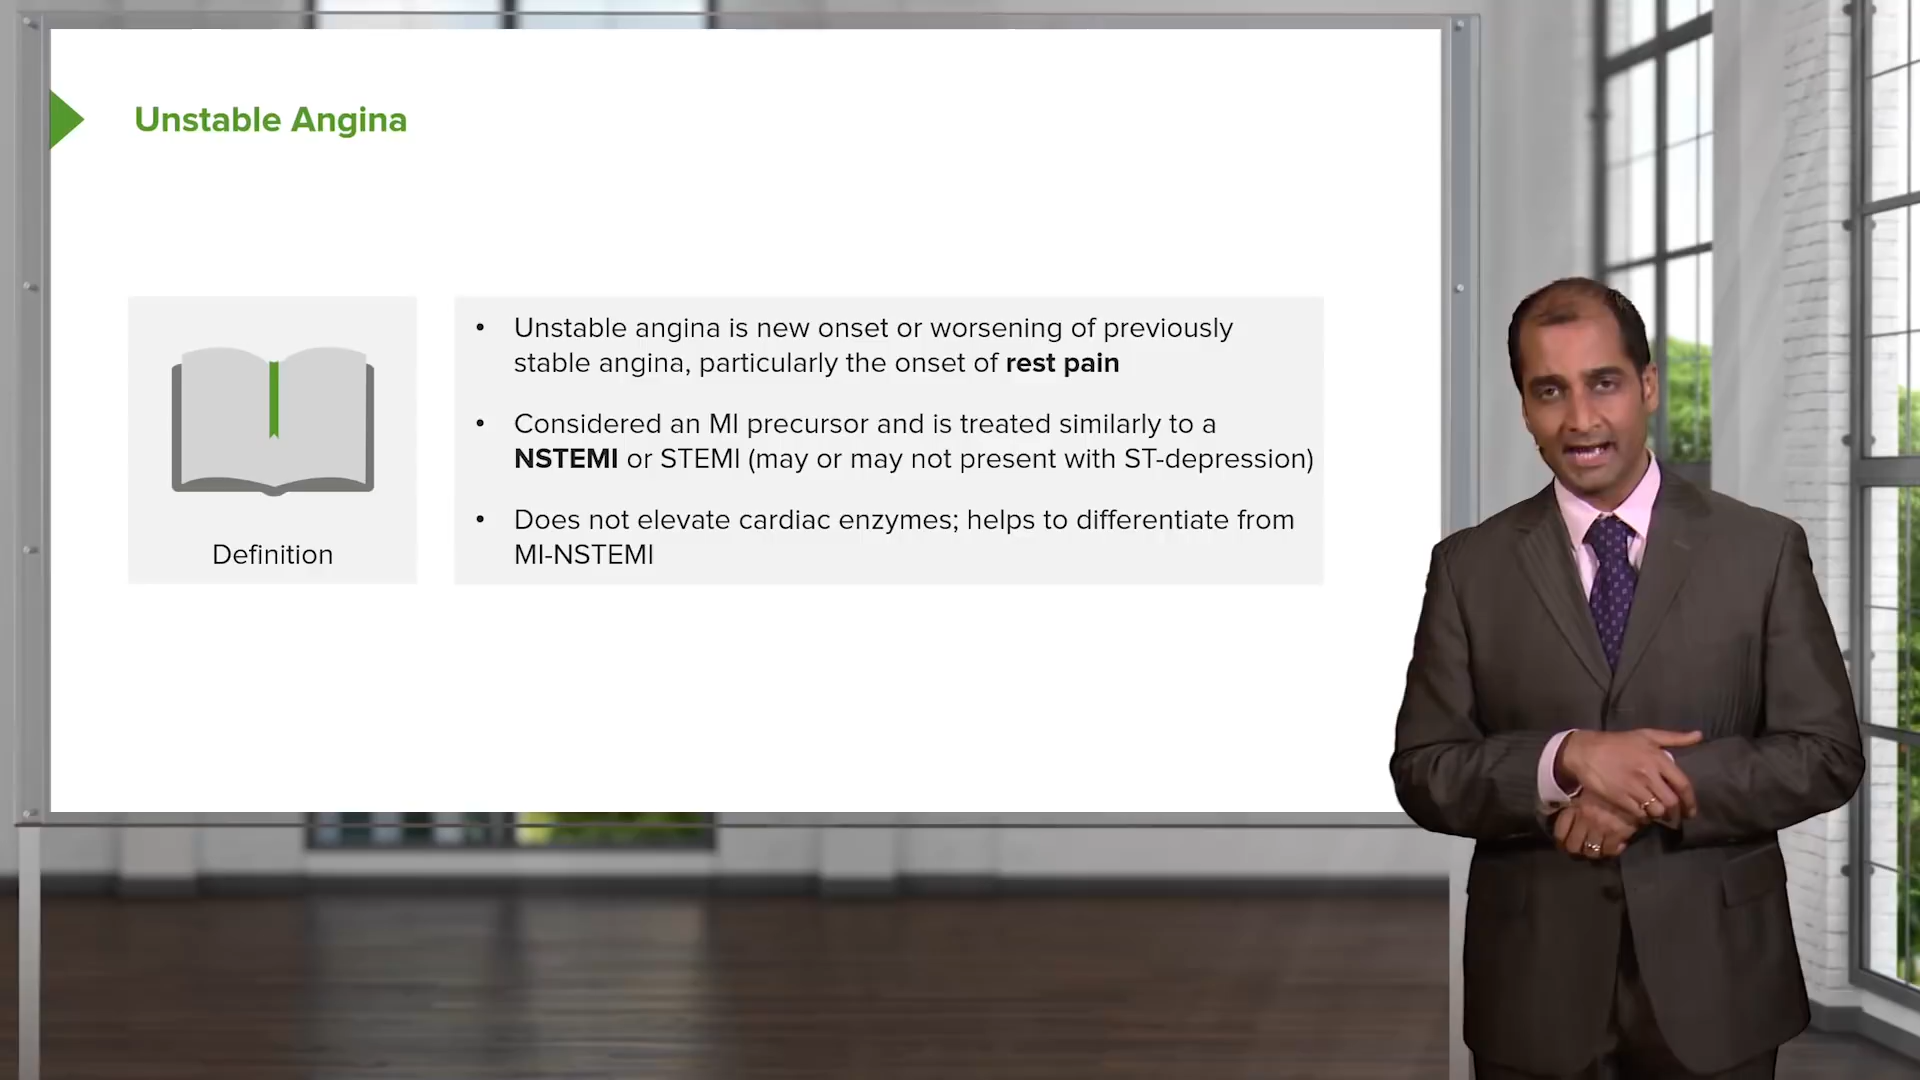 Unstable Angina
• Unstable angina is new onset or worsening of previously
stable angina, particularly the onset of rest pain
• Considered an MI precursor and is treated similarly to a
NSTEMI or STEMI (may or may not present with ST-depression)
• Does not elevate cardiac enzymes; helps to differentiate from
MI-NSTEMI
Definition